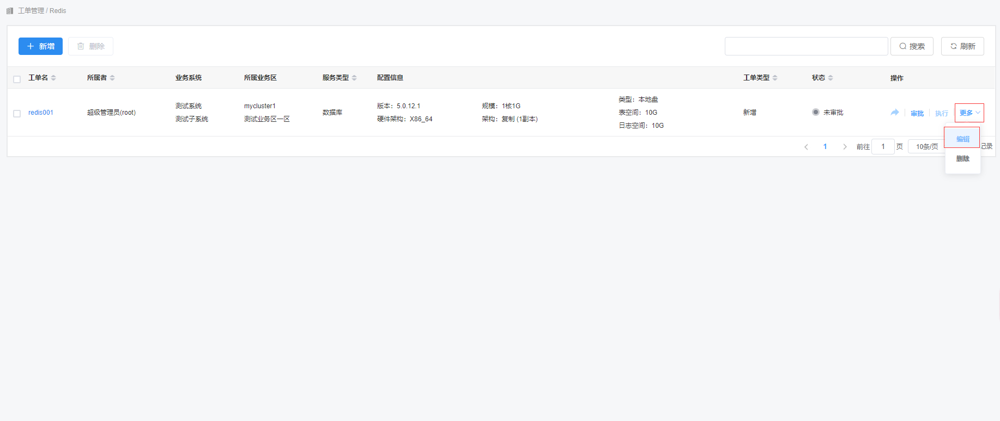 工单管理 / Redis
新增
删除
搜索
刷新
工单名 所属者 业务系统 所属业务区 服务类型 配置信息 工单类型 状态 操作
redis001
超级管理员(root)
测试系统
测试子系统
mycluster1
测试业务区一区
数据库
版本：5.0.12.1
硬件架构：X86_64
规模：1核1G
架构：复制 (1副本)
类型：本地盘
表空间：10G
日志空间：10G
新增
未审批
审批 执行 更多
编辑
删除
1 前往 1 页 10条/页 记录